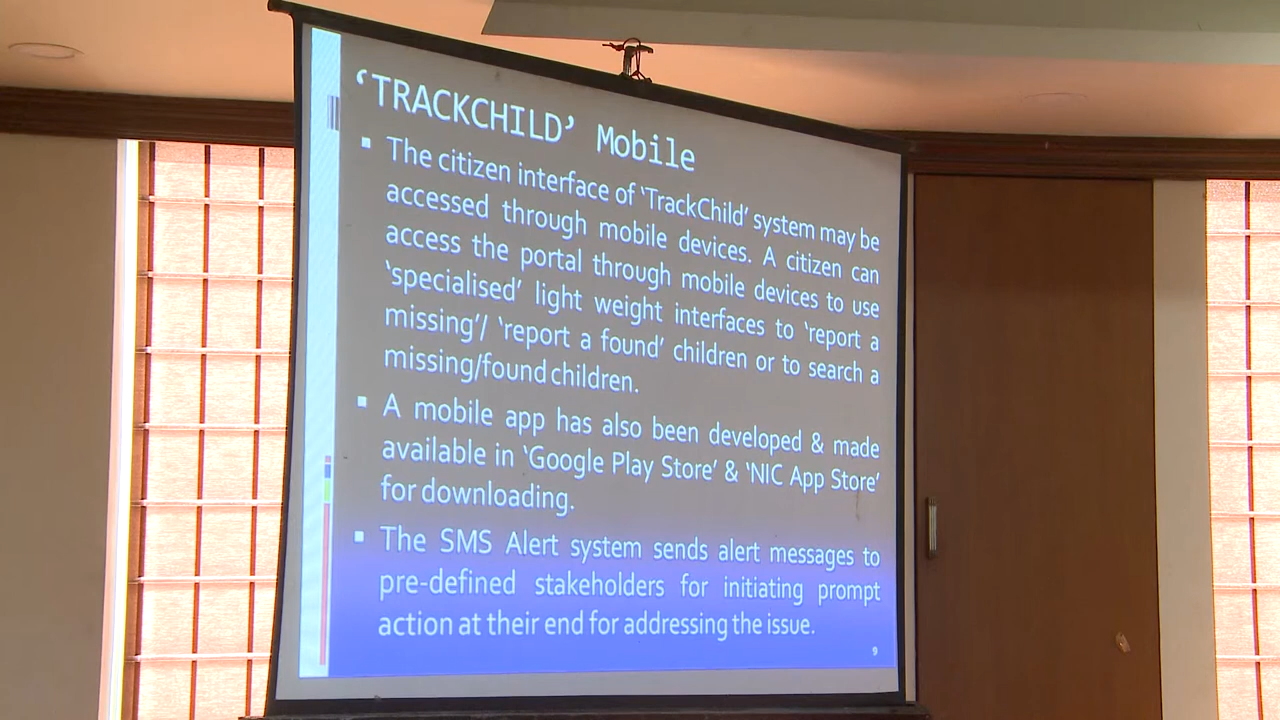 ‘TRACKCHILD’ Mobile
▪ The citizen interface of ‘TrackChild’ system may be
accessed through mobile devices. A citizen can
access the portal through mobile devices to use
‘specialised’ light weight interfaces to ‘report a
missing’/ ‘report a found’ children or to search a
missing/found children.
▪ A mobile app has also been developed & made
available in ‘Google Play Store’ & ‘NIC App Store’
for downloading.
▪ The SMS Alert system sends alert messages to
pre-defined stakeholders for initiating prompt
action at their end for addressing the issue.
9